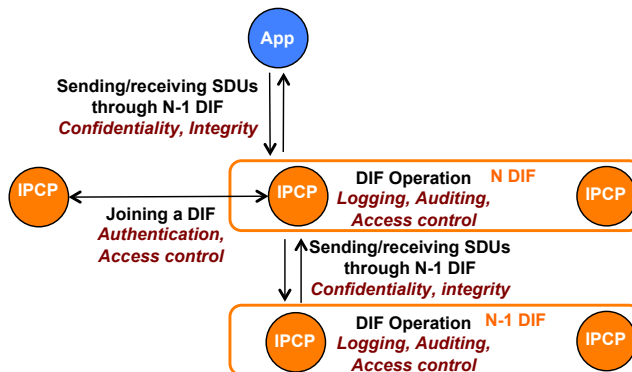 App
Sending/receiving SDUs
through N-1 DIF
Confidentiality, Integrity
IPCP
Joining a DIF
Authentication,
Access control
IPCP
DIF Operation
N DIF
Logging, Auditing,
Access control
IPCP
Sending/receiving SDUs
through N-1 DIF
Confidentiality, integrity
IPCP
DIF Operation
N-1 DIF
Logging, Auditing,
Access control
IPCP